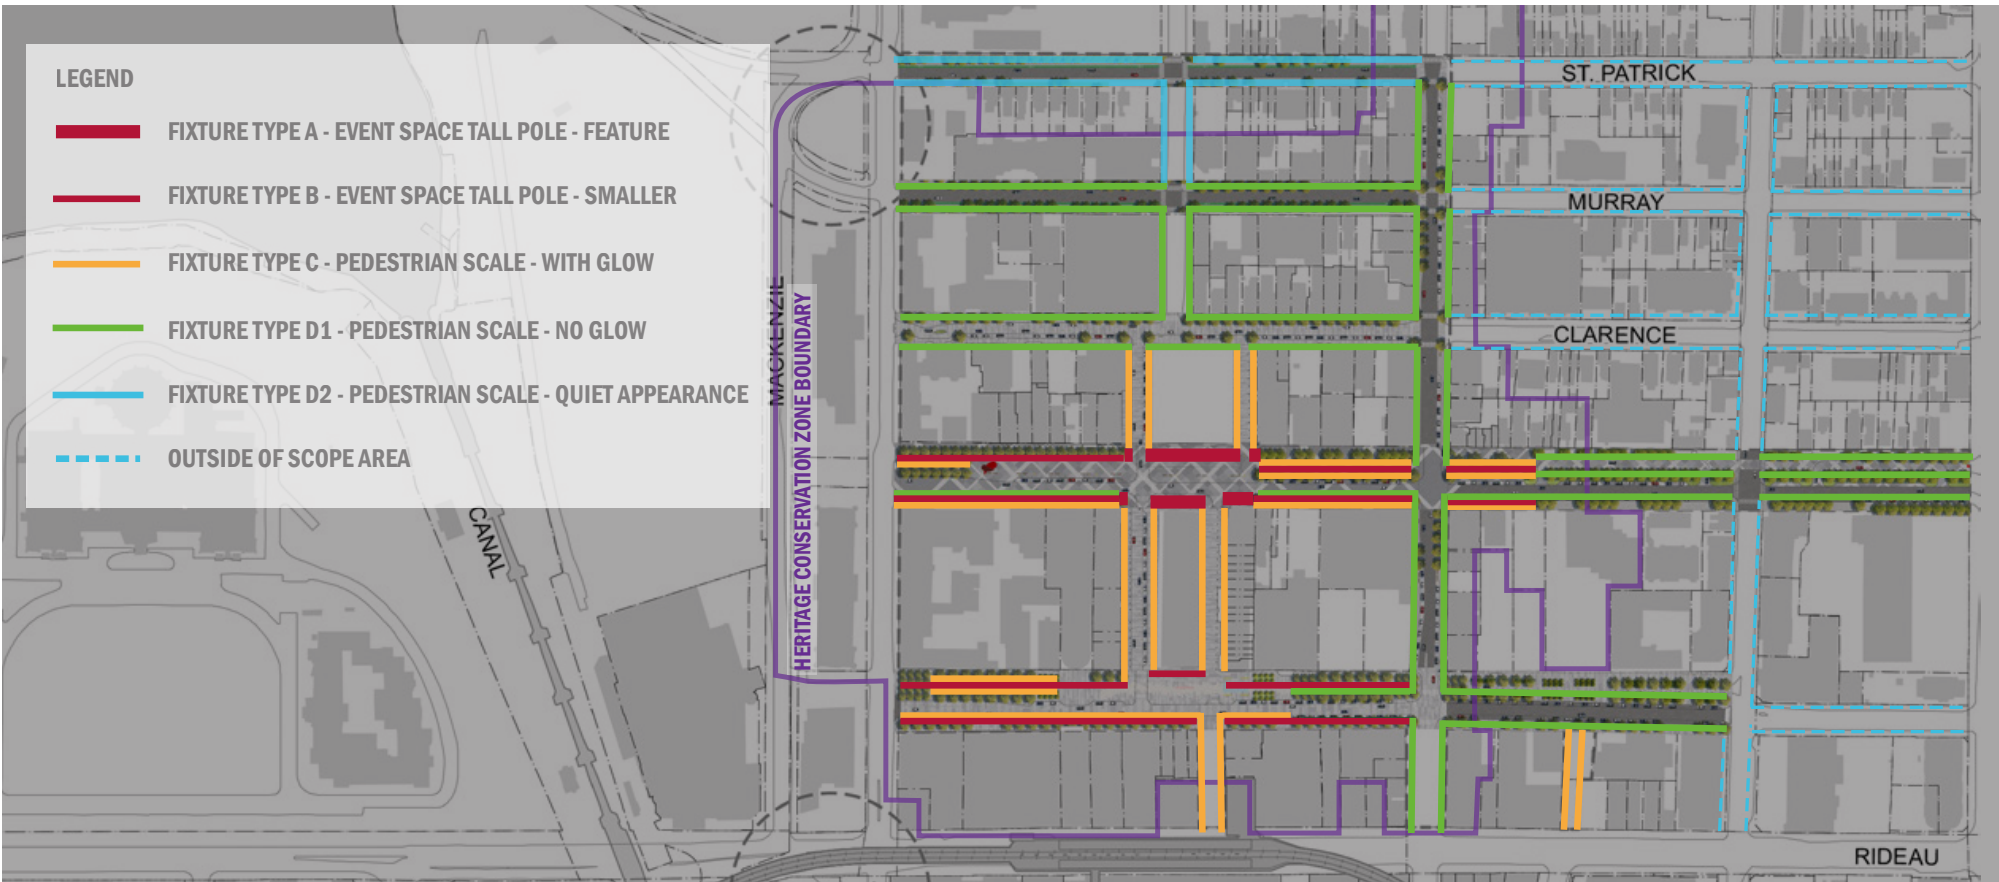 LEGEND
FIXTURE TYPE A - EVENT SPACE TALL POLE - FEATURE
FIXTURE TYPE B - EVENT SPACE TALL POLE - SMALLER
FIXTURE TYPE C - PEDESTRIAN SCALE - WITH GLOW
FIXTURE TYPE D1 - PEDESTRIAN SCALE - NO GLOW
FIXTURE TYPE D2 - PEDESTRIAN SCALE - QUIET APPEARANCE
OUTSIDE OF SCOPE AREA
CANAL
MACKENZIE
HERITAGE CONSERVATION ZONE BOUNDARY
ST. PATRICK
MURRAY
CLARENCE
RIDEAU